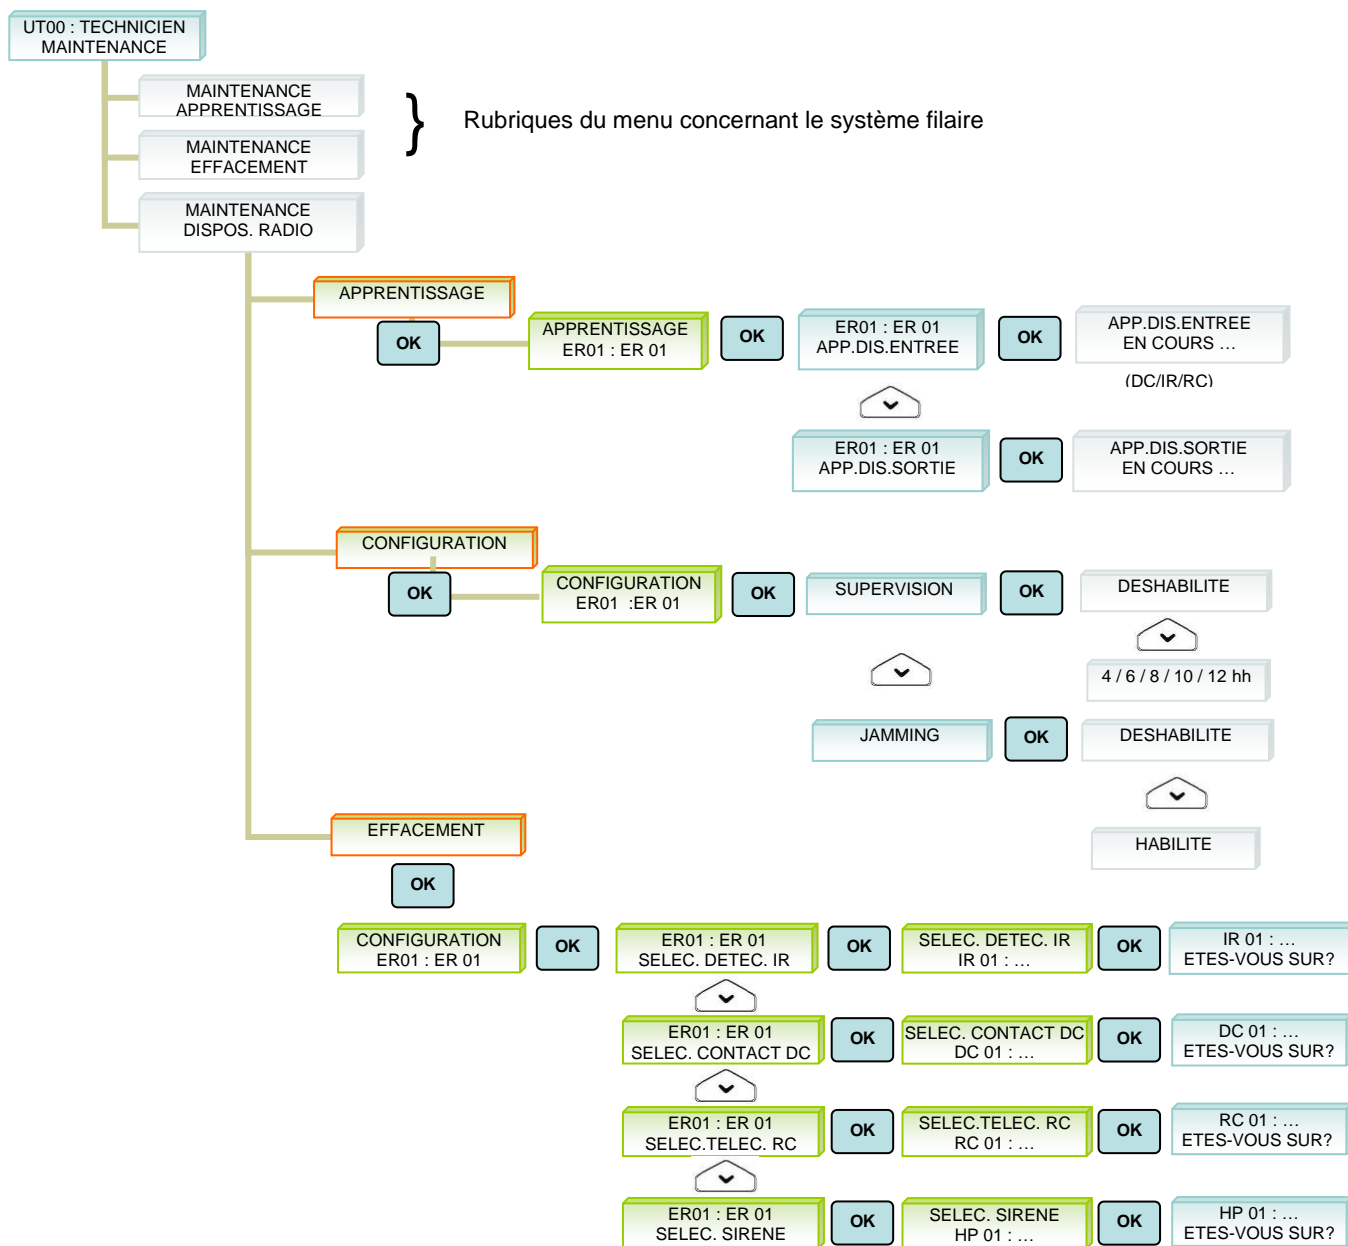 UT00 : TECHNICIEN
MAINTENANCE
MAINTENANCE
APPRENTISSAGE
} Rubriques du menu concernant le système filaire
MAINTENANCE
EFFACEMENT
MAINTENANCE
DISPOS. RADIO
APPRENTISSAGE
OK
APPRENTISSAGE
ER01 : ER 01
OK
ER01 : ER 01
APP.DIS.ENTREE
OK
APP.DIS.ENTREE
EN COURS …
(DC/IR/RC)
ER01 : ER 01
APP.DIS.SORTIE
OK
APP.DIS.SORTIE
EN COURS …
CONFIGURATION
OK
CONFIGURATION
ER01 :ER 01
OK
SUPERVISION
OK
DESHABILITE
4 / 6 / 8 / 10 / 12 hh
JAMMING
OK
DESHABILITE
HABILITE
EFFACEMENT
OK
CONFIGURATION
ER01 : ER 01
OK
ER01 : ER 01
SELEC. DETEC. IR
OK
SELEC. DETEC. IR
IR 01 : …
OK
IR 01 : …
ETES-VOUS SUR?
ER01 : ER 01
SELEC. CONTACT DC
OK
SELEC. CONTACT DC
DC 01 : …
OK
DC 01 : …
ETES-VOUS SUR?
ER01 : ER 01
SELEC.TELEC. RC
OK
SELEC.TELEC. RC
RC 01 : …
OK
RC 01 : …
ETES-VOUS SUR?
ER01 : ER 01
SELEC. SIRENE
OK
SELEC. SIRENE
HP 01 : …
OK
HP 01 : …
ETES-VOUS SUR?